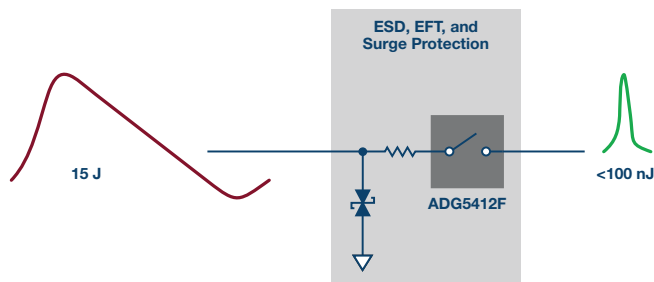 ESD, EFT, and
Surge Protection
15 J
<100 nJ
ADG5412F